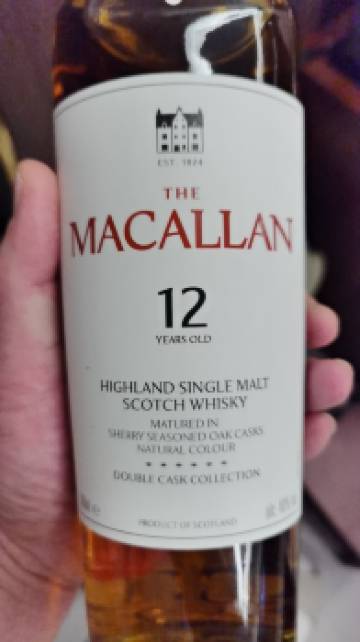 EST. 1824
THE
MACALLAN
12
YEARS OLD
HIGHLAND SINGLE MALT
SCOTCH WHISKY
MATURED IN
SHERRY SEASONED OAK CASKS
NATURAL COLOUR
DOUBLE CASK COLLECTION
PRODUCT OF SCOTLAND